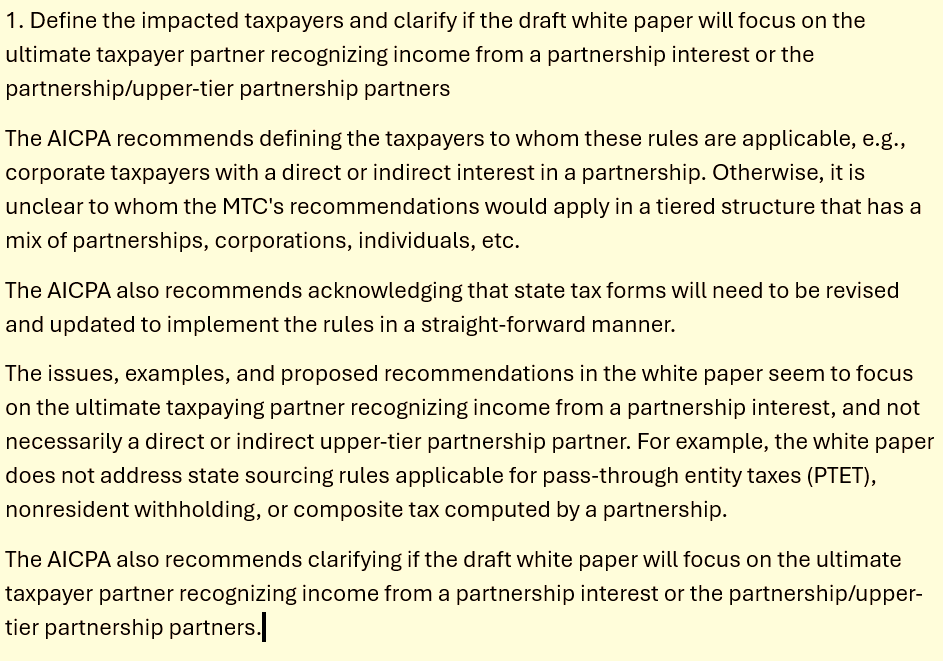 1. Define the impacted taxpayers and clarify if the draft white paper will focus on the
ultimate taxpayer partner recognizing income from a partnership interest or the
partnership/upper-tier partnership partners
The AICPA recommends defining the taxpayers to whom these rules are applicable, e.g.,
corporate taxpayers with a direct or indirect interest in a partnership. Otherwise, it is
unclear to whom the MTC's recommendations would apply in a tiered structure that has a
mix of partnerships, corporations, individuals, etc.
The AICPA also recommends acknowledging that state tax forms will need to be revised
and updated to implement the rules in a straight-forward manner.
The issues, examples, and proposed recommendations in the white paper seem to focus
on the ultimate taxpaying partner recognizing income from a partnership interest, and not
necessarily a direct or indirect upper-tier partnership partner. For example, the white paper
does not address state sourcing rules applicable for pass-through entity taxes (PTET),
nonresident withholding, or composite tax computed by a partnership.
The AICPA also recommends clarifying if the draft white paper will focus on the ultimate
taxpayer partner recognizing income from a partnership interest or the partnership/upper-
tier partnership partners.